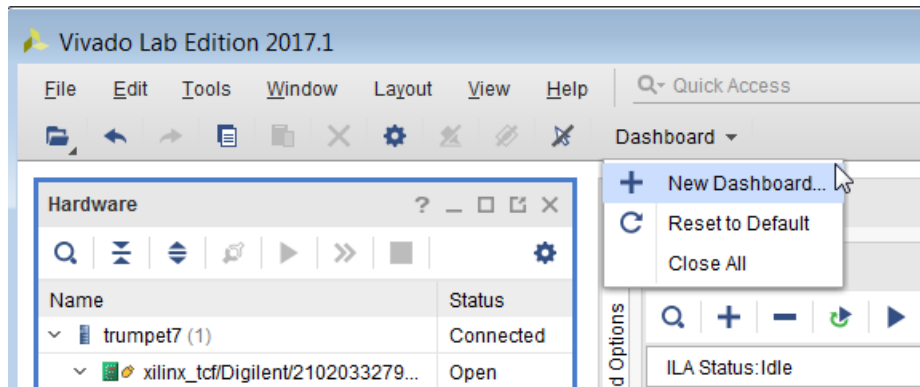 Vivado Lab Edition 2017.1
File Edit Tools Window Layout View Help Quick Access
Dashboard
New Dashboard...
Reset to Default
Close All
Hardware
Name Status
trumpet7 (1) Connected
xilinx_tcf/Digilent/2102033279... Open
d Options
ILA Status: Idle